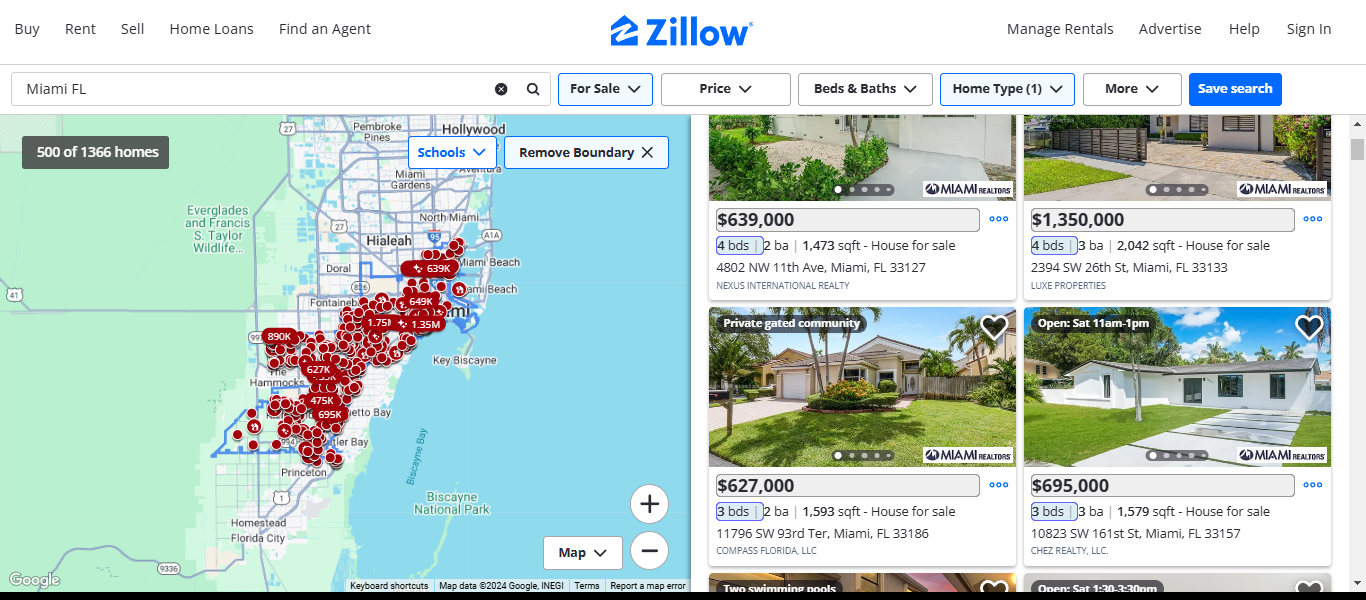 Buy Rent Sell Home Loans Find an Agent Zillow Manage Rentals Advertise Help Sign In
Miami FL For Sale Price Beds & Baths Home Type (1) More Save search
500 of 1366 homes
Schools Remove Boundary
Pembroke
Pines
Hollywood
27
Aventura
Miami
Gardens
Everglades
and Francis
S. Taylor
Wildlife...
North Miami
27
95
A1A
Hialeah
Miami Beach
639K
Doral
826
41
ami Beach
Fontaineb
649K
mi
1.75M
1.35M
890K
Key Biscayne
The
Hammocks
627K
475K
695K
metto Bay
994
tler Bay
Biscayne Bay
Princeton
1
Biscayne
National Park
Homestead
Florida City
9336
Map
Google
Keyboard shortcuts Map data ©2024 Google, INEGI Terms Report a map error
MIAMI REALTORS®
$639,000
4 bds | 2 ba | 1,473 sqft - House for sale
4802 NW 11th Ave, Miami, FL 33127
NEXUS INTERNATIONAL REALTY
MIAMI REALTORS®
$1,350,000
4 bds | 3 ba | 2,042 sqft - House for sale
2394 SW 26th St, Miami, FL 33133
LUXE PROPERTIES
Private gated community
MIAMI REALTORS®
$627,000
3 bds | 2 ba | 1,593 sqft - House for sale
11796 SW 93rd Ter, Miami, FL 33186
COMPASS FLORIDA, LLC
Open: Sat 11am-1pm
MIAMI REALTORS®
$695,000
3 bds | 3 ba | 1,579 sqft - House for sale
10823 SW 161st St, Miami, FL 33157
CHEZ REALTY, LLC.
Two swimming pools
Open: Sat 1:30-3:30pm